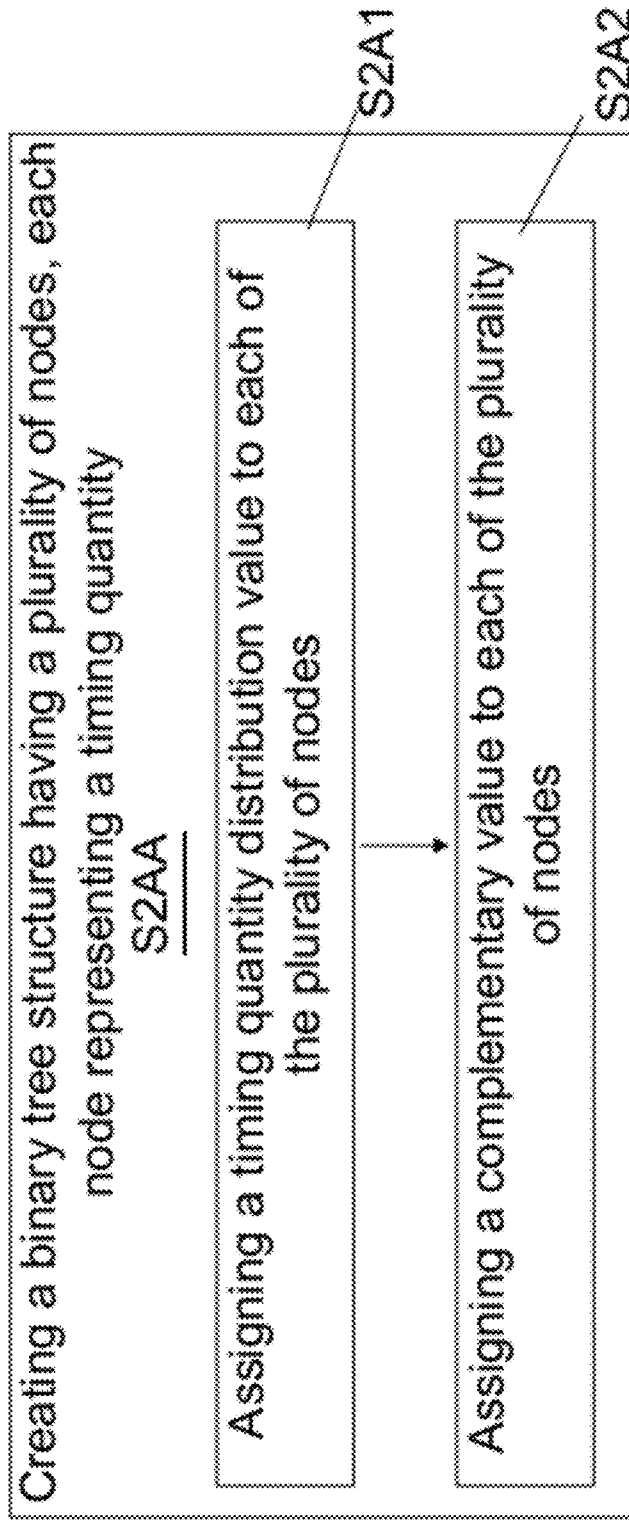 Creating a binary tree structure having a plurality of nodes, each
node representing a timing quantity
S2AA
Assigning a timing quantity distribution value to each of
the plurality of nodes
S2A1
Assigning a complementary value to each of the plurality
of nodes
S2A2